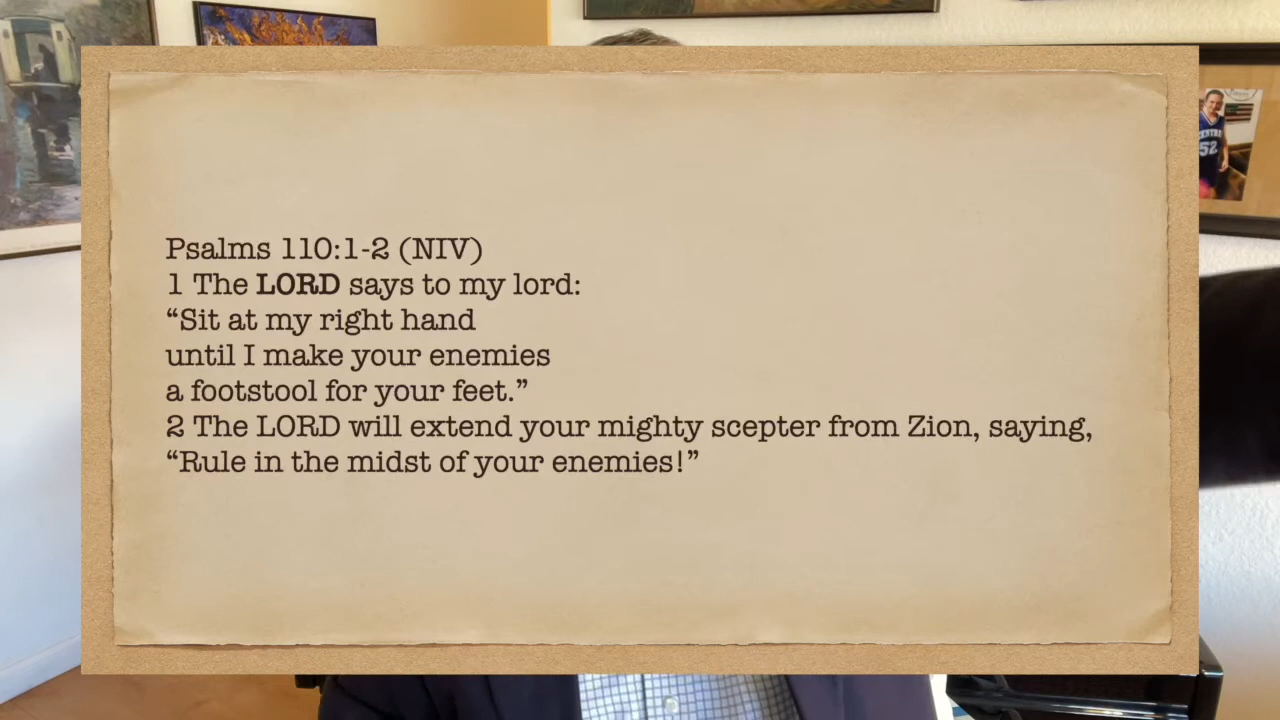 Psalms 110:1-2 (NIV)
1 The LORD says to my lord:
“Sit at my right hand
until I make your enemies
a footstool for your feet.”
2 The LORD will extend your mighty scepter from Zion, saying,
“Rule in the midst of your enemies!”
52